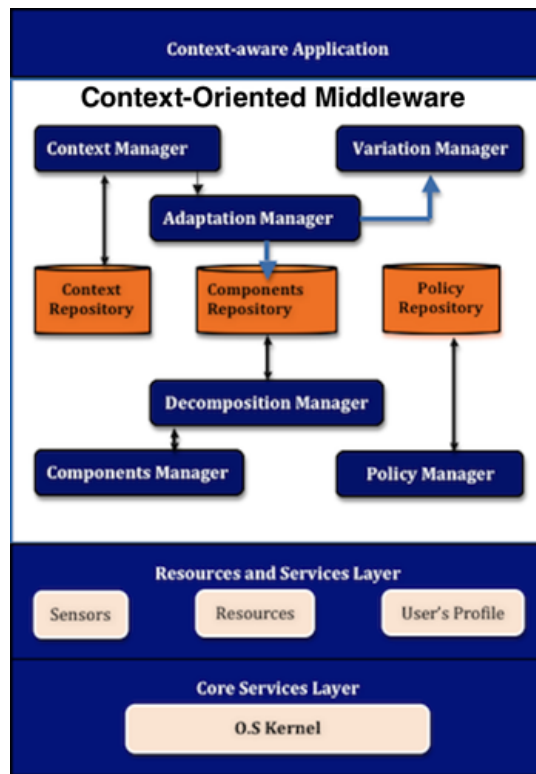 Context-aware Application
Context-Oriented Middleware
Context Manager
Variation Manager
Adaptation Manager
Context
Repository
Components
Repository
Policy
Repository
Decomposition Manager
Components Manager
Policy Manager
Resources and Services Layer
Sensors
Resources
User's Profile
Core Services Layer
O.S Kernel